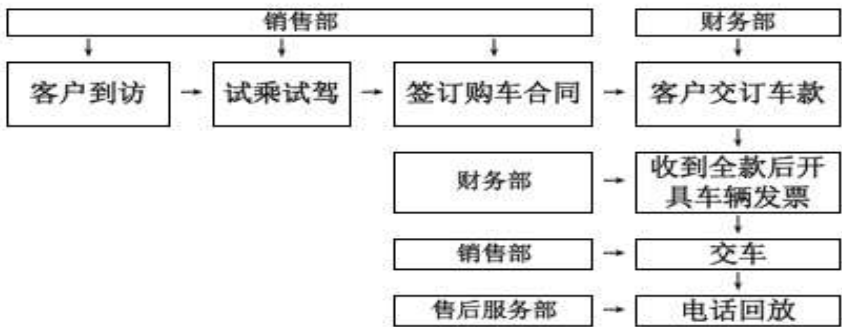 销售部
财务部
客户到访
试乘试驾
签订购车合同
客户交订车款
财务部
收到全款后开
具车辆发票
销售部
交车
售后服务部
电话回放